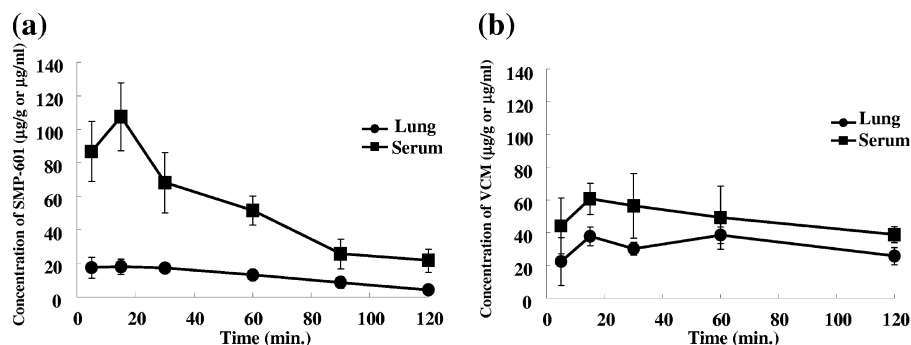 (a)
Concentration of SMP-601 (µg/g or µg/ml)
140
120
100
80
60
40
20
0
0 20 40 60 80 100 120
Time (min.)
Lung
Serum
(b)
Concentration of VCM (µg/g or µg/ml)
140
120
100
80
60
40
20
0
0 20 40 60 80 100 120
Time (min.)
Lung
Serum